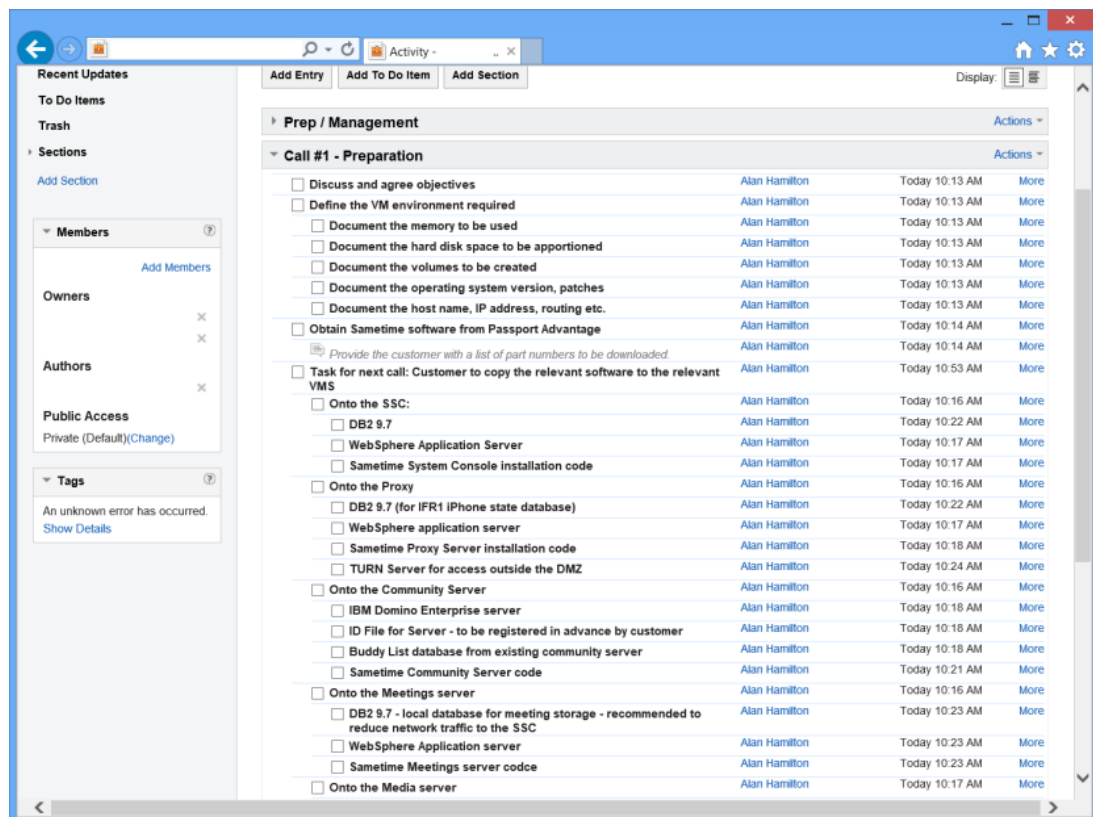 Activity - ..
Recent Updates
Add Entry Add To Do Item Add Section Display:
To Do Items
Trash
Prep / Management Actions
Sections
Call #1 - Preparation Actions
Add Section
Discuss and agree objectives Alan Hamilton Today 10:13 AM More
Define the VM environment required Alan Hamilton Today 10:13 AM More
Document the memory to be used Alan Hamilton Today 10:13 AM More
Document the hard disk space to be apportioned Alan Hamilton Today 10:13 AM More
Document the volumes to be created Alan Hamilton Today 10:13 AM More
Document the operating system version, patches Alan Hamilton Today 10:13 AM More
Document the host name, IP address, routing etc. Alan Hamilton Today 10:13 AM More
Obtain Sametime software from Passport Advantage Alan Hamilton Today 10:14 AM More
Provide the customer with a list of part numbers to be downloaded. Alan Hamilton Today 10:14 AM More
Task for next call: Customer to copy the relevant software to the relevant Alan Hamilton Today 10:53 AM More
VMS
Onto the SSC: Alan Hamilton Today 10:16 AM More
DB2 9.7 Alan Hamilton Today 10:22 AM More
WebSphere Application Server Alan Hamilton Today 10:17 AM More
Sametime System Console installation code Alan Hamilton Today 10:17 AM More
Onto the Proxy Alan Hamilton Today 10:16 AM More
DB2 9.7 (for IFR1 iPhone state database) Alan Hamilton Today 10:22 AM More
WebSphere application server Alan Hamilton Today 10:17 AM More
Sametime Proxy Server installation code Alan Hamilton Today 10:18 AM More
TURN Server for access outside the DMZ Alan Hamilton Today 10:24 AM More
Onto the Community Server Alan Hamilton Today 10:16 AM More
IBM Domino Enterprise server Alan Hamilton Today 10:18 AM More
ID File for Server - to be registered in advance by customer Alan Hamilton Today 10:18 AM More
Buddy List database from existing community server Alan Hamilton Today 10:18 AM More
Sametime Community Server code Alan Hamilton Today 10:21 AM More
Onto the Meetings server Alan Hamilton Today 10:16 AM More
DB2 9.7 - local database for meeting storage - recommended to Alan Hamilton Today 10:23 AM More
reduce network traffic to the SSC
WebSphere Application server Alan Hamilton Today 10:23 AM More
Sametime Meetings server codce Alan Hamilton Today 10:23 AM More
Onto the Media server Alan Hamilton Today 10:17 AM More
Members ?
Add Members
Owners
Authors
Public Access
Private (Default)(Change)
Tags ?
An unknown error has occurred.
Show Details